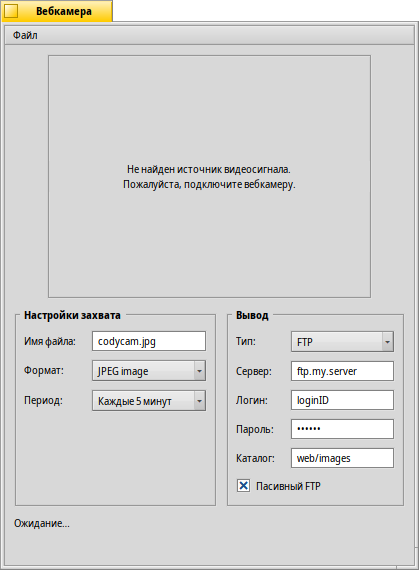 Вебкамера
Файл
Не найден источник видеосигнала.
Пожалуйста, подключите вебкамеру.
Настройки захвата
Имя файла: codycam.jpg
Формат: JPEG image
Период: Каждые 5 минут
Вывод
Тип: FTP
Сервер: ftp.my.server
Логин: loginID
Пароль: ••••••
Каталог: web/images
Пасивный FTP
Ожидание...